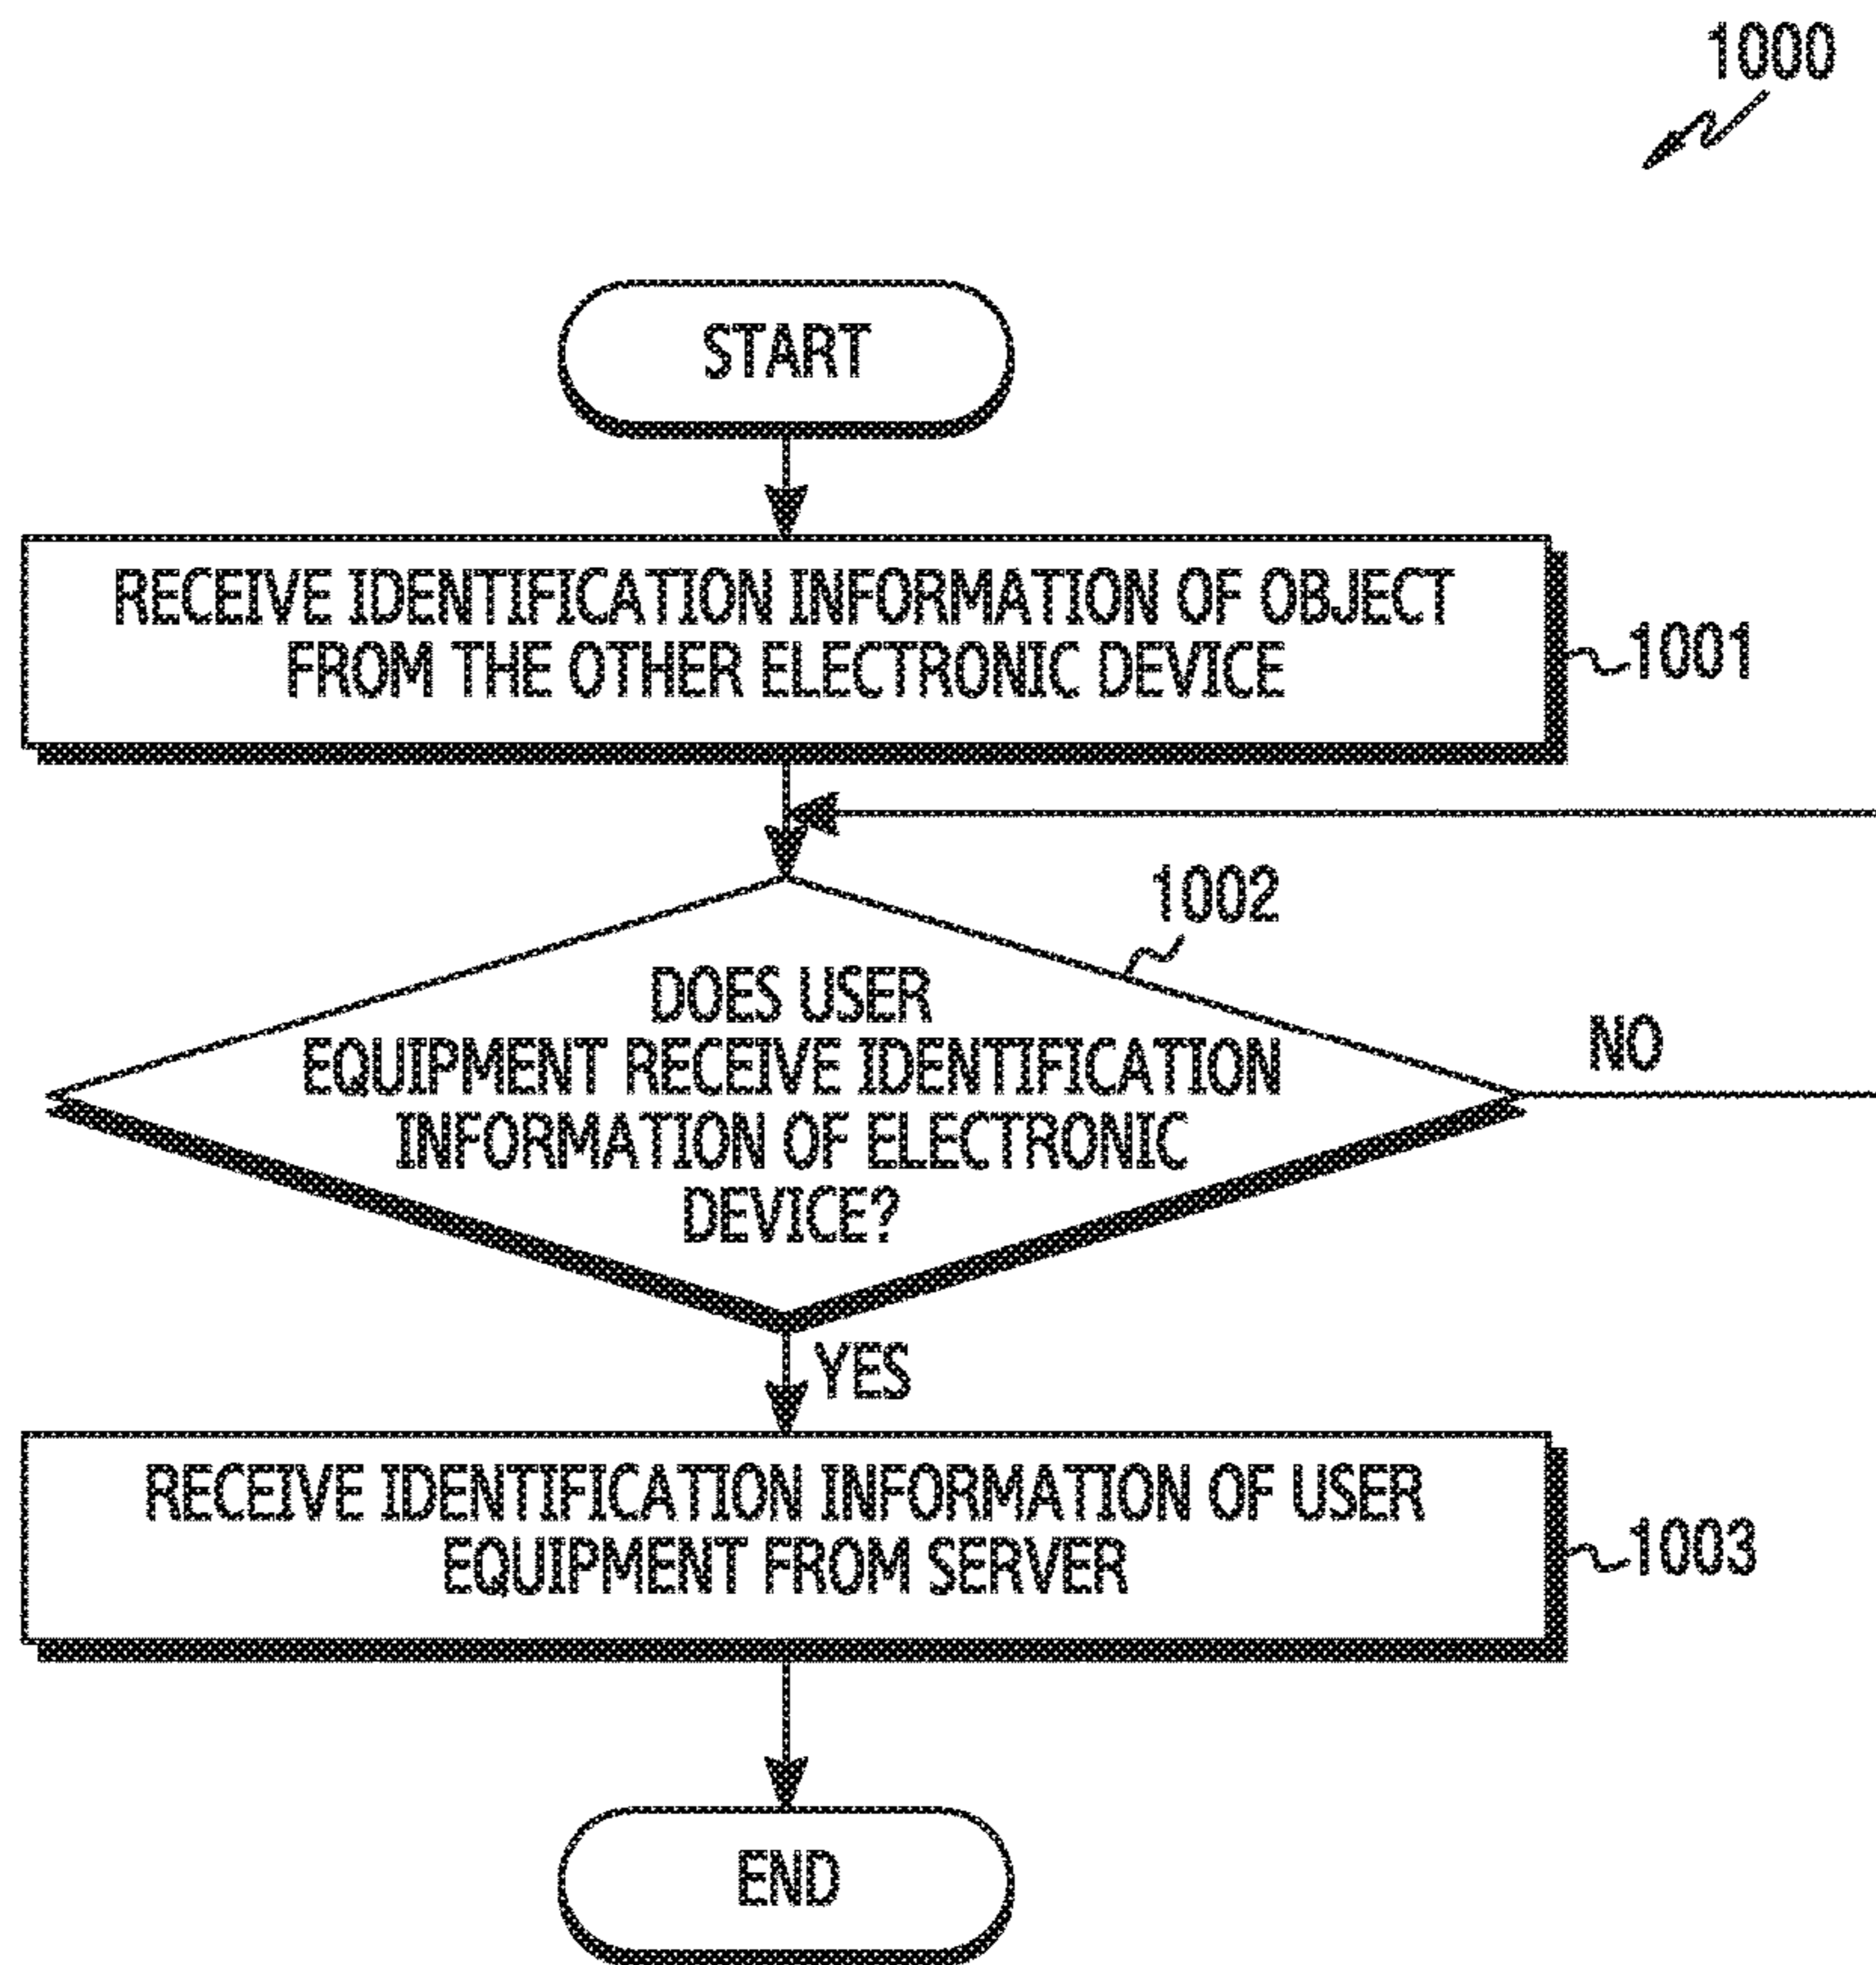 1000
START
RECEIVE IDENTIFICATION INFORMATION OF OBJECT
FROM THE OTHER ELECTRONIC DEVICE
1001
1002
DOES USER
EQUIPMENT RECEIVE IDENTIFICATION
INFORMATION OF ELECTRONIC
DEVICE?
NO
YES
RECEIVE IDENTIFICATION INFORMATION OF USER
EQUIPMENT FROM SERVER
1003
END